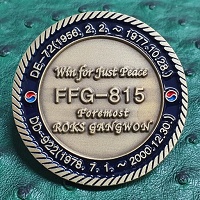 DE-72(1956. 2. 2. ~ 1977.10.28.)
Win for Just Peace
FFG-815
Foremost
ROKS GANGWON
DD-922(1978. 7. 1. ~ 2000.12.30.)